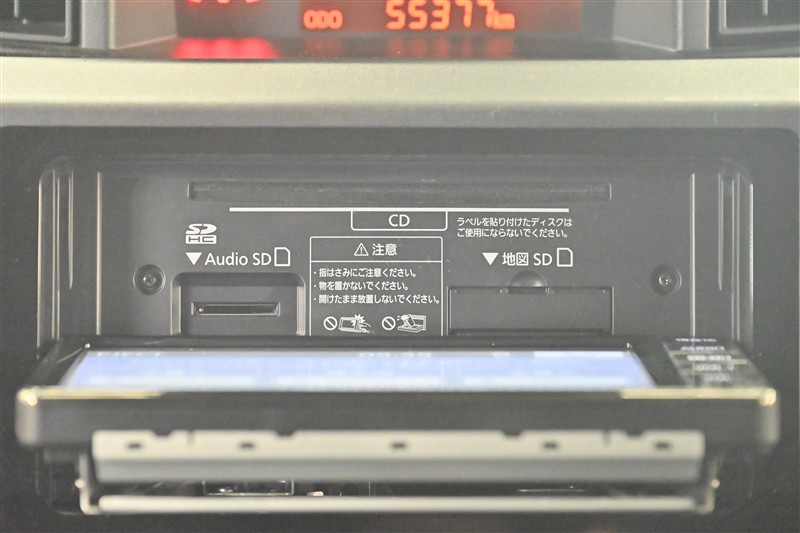 ODO 55377km
CD
ラベルを貼り付けたディスクは
ご使用にならないでください。
SD
HC
▼Audio SD
⚠注意
・指はさみにご注意ください。
・物を置かないでください。
・開けたまま放置しないでください。
▼地図 SD